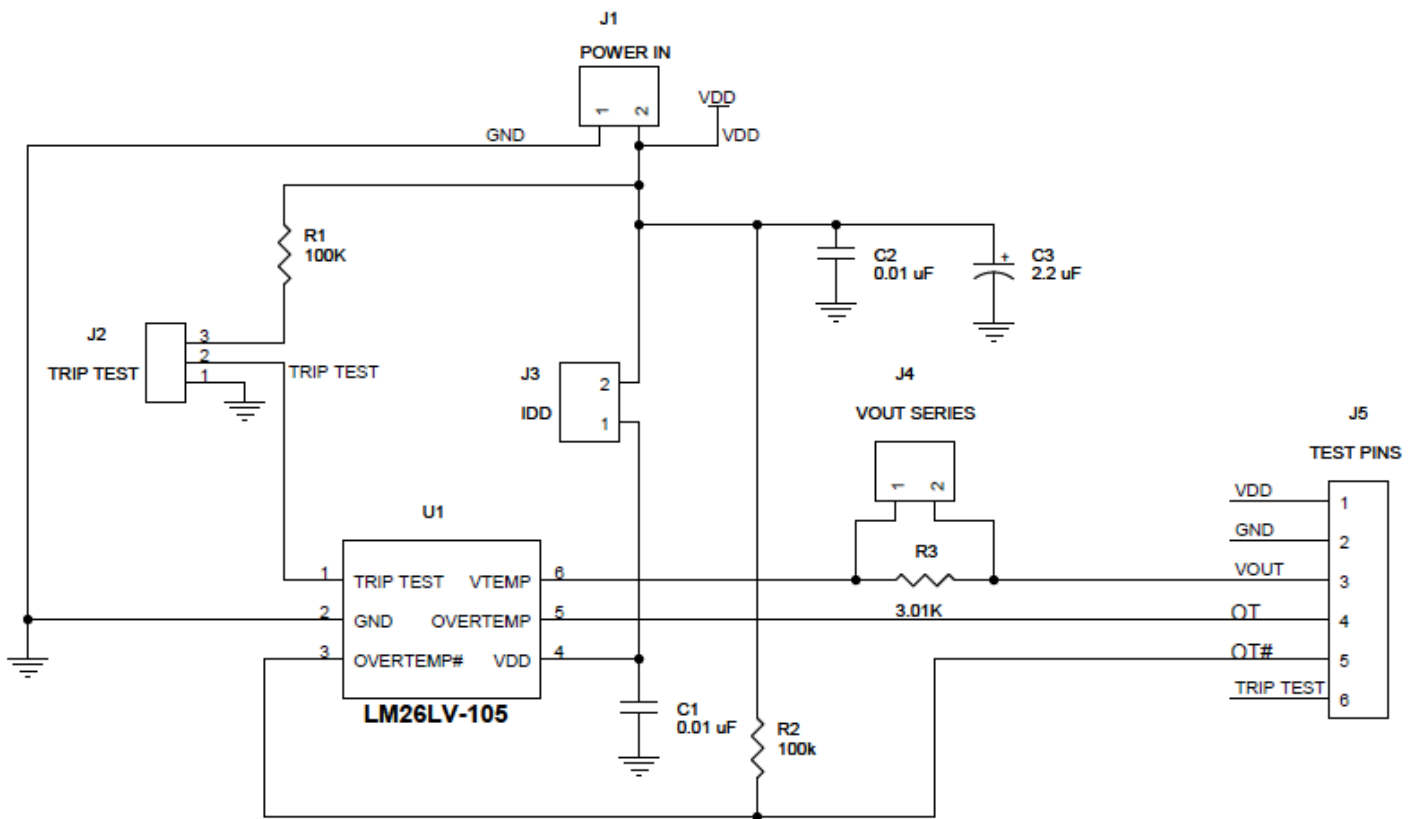 J1
POWER IN
1 2
VDD
GND
VDD
R1
100K
C2
0.01 uF
+
C3
2.2 uF
J2
TRIP TEST
3
2
1
TRIP TEST
J3
IDD
2
1
J4
VOUT SERIES
1 2
J5
TEST PINS
VDD 1
GND 2
VOUT 3
OT 4
OT# 5
TRIP TEST 6
R3
3.01K
U1
1 TRIP TEST VTEMP 6
2 GND OVERTEMP 5
3 OVERTEMP# VDD 4
LM26LV-105
C1
0.01 uF
R2
100k